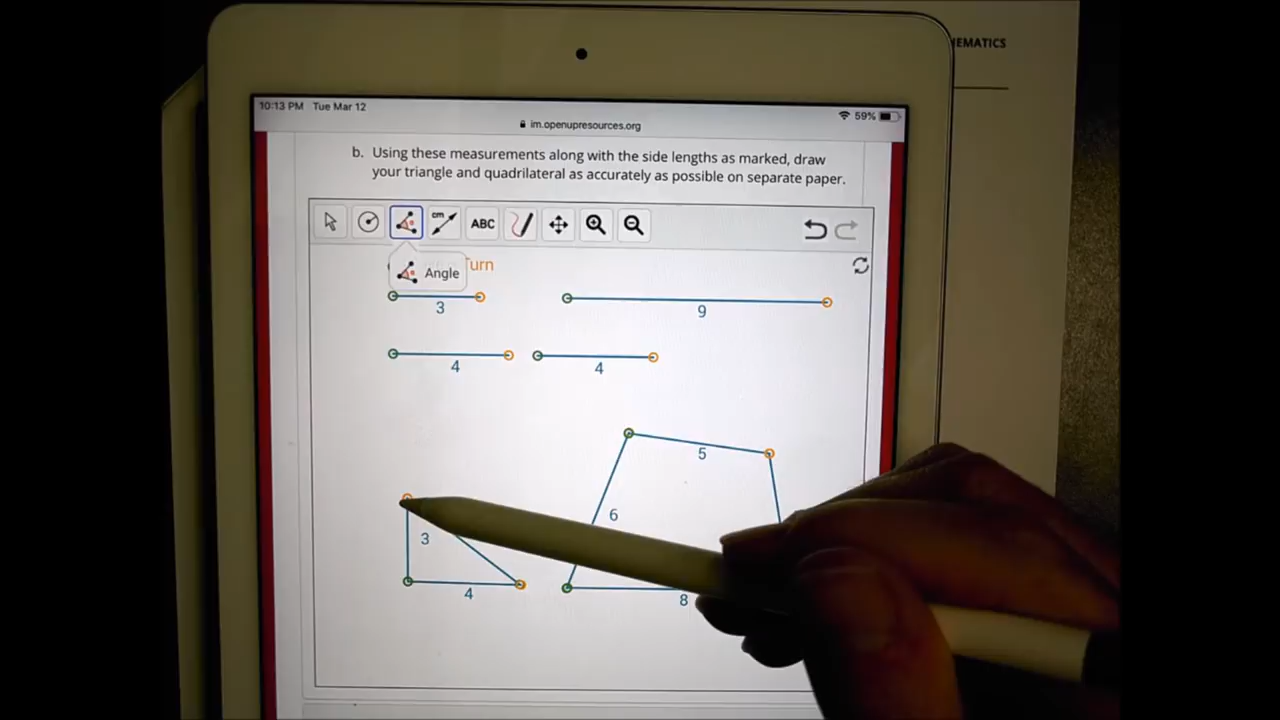 EMATICS
10:13 PM Tue Mar 12
59%
im.openupresources.org
b. Using these measurements along with the side lengths as marked, draw
your triangle and quadrilateral as accurately as possible on separate paper.
cm
ABC
Angle
urn
3
9
4
4
5
6
3
4
8